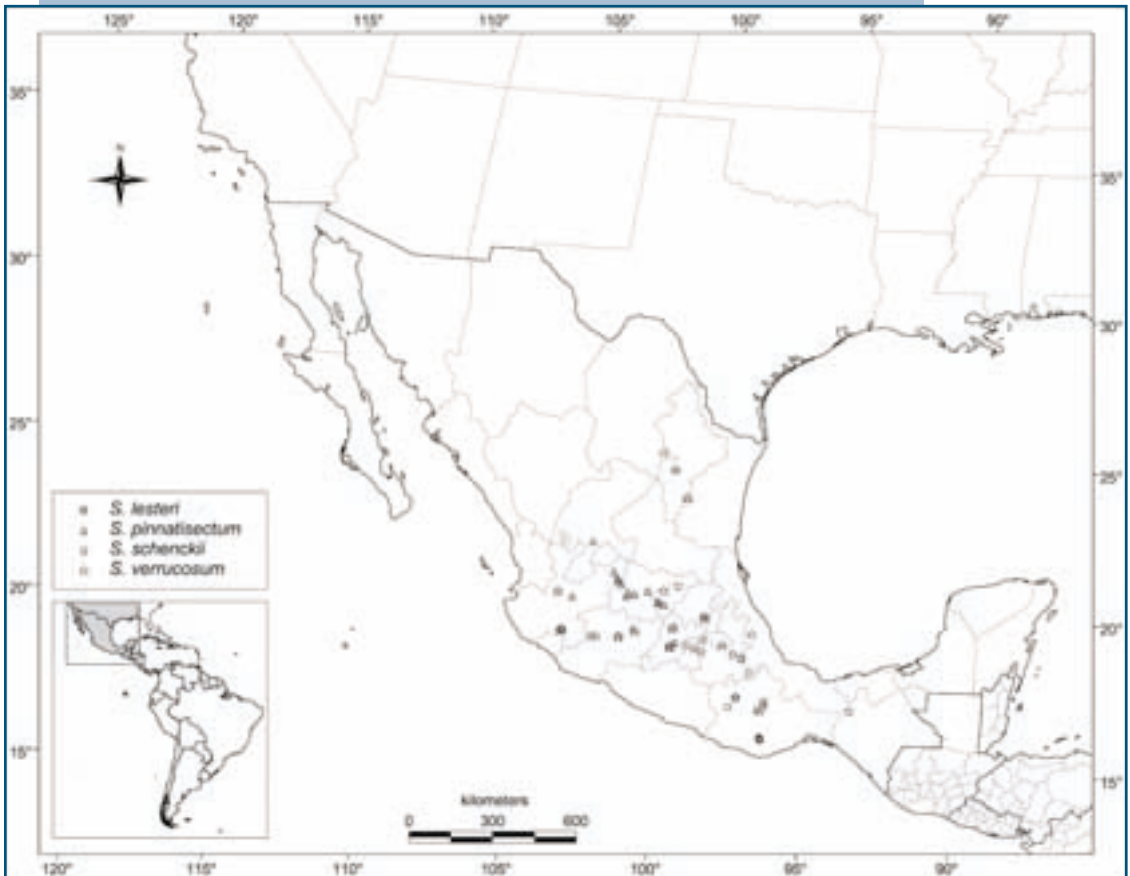 125° 120° 115° 110° 105° 100° 95° 90°
35°
35°
N
30°
30°
25°
25°
S. lesteri
S. pinnatisectum
S. schenckii
S. verrucosum
20°
20°
15°
15°
kilometers
0 300 600
120° 115° 110° 105° 100° 95° 90°